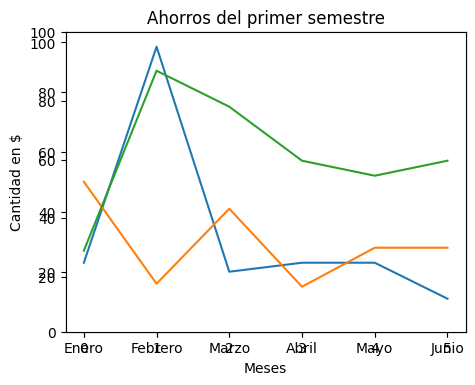 Ahorros del primer semestre
Cantidad en $
100
100
80
80
60
60
40
40
20
20
0
Enero Febrero Marzo Abril Mayo Junio
0 1 2 3 4 5
Meses